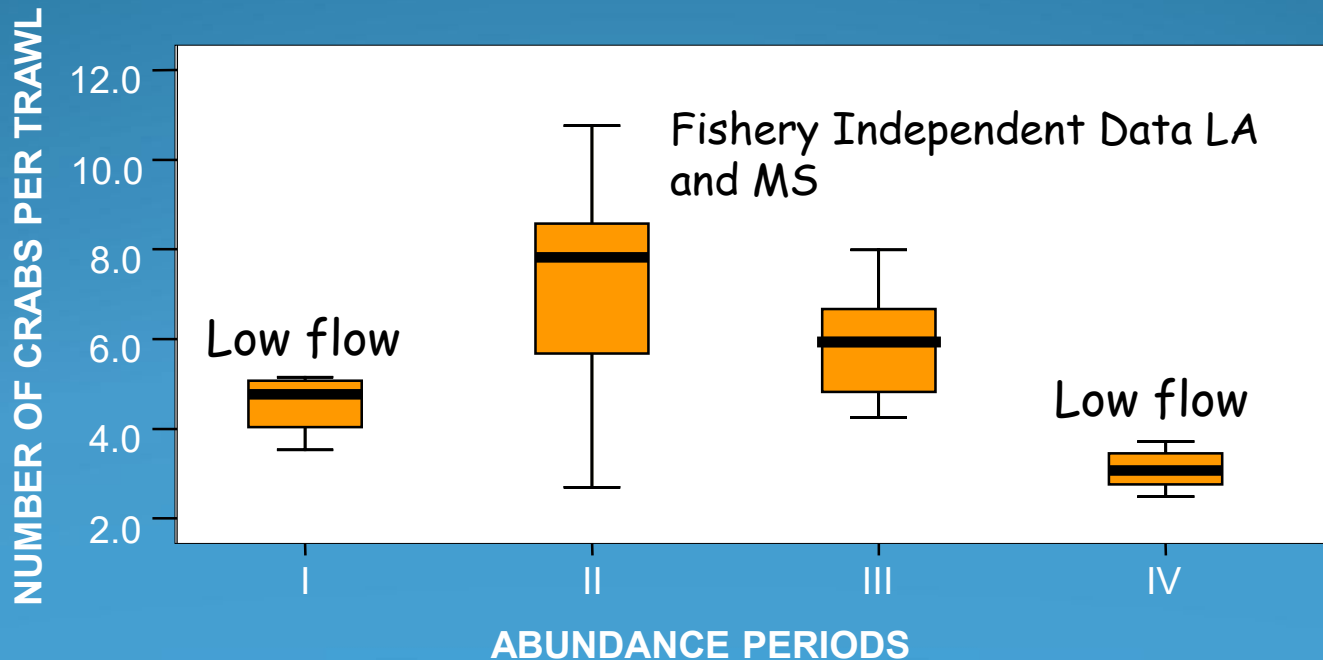 NUMBER OF CRABS PER TRAWL
12.0
10.0
8.0
6.0
4.0
2.0
Fishery Independent Data LA
and MS
Low flow
Low flow
I
II
III
IV
ABUNDANCE PERIODS